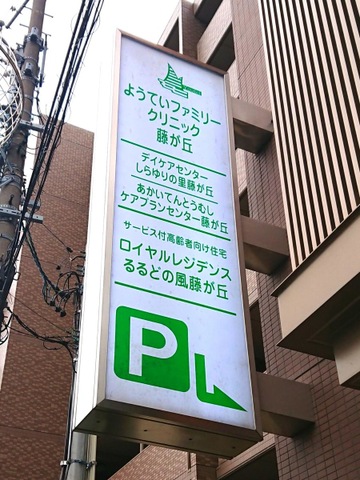 ようていファミリー
クリニック
藤が丘
デイケアセンター
しらゆりの里藤が丘
あかいてんとうむし
ケアプランセンター藤が丘
サービス付高齢者向け住宅
ロイヤルレジデンス
るるどの風藤が丘
P